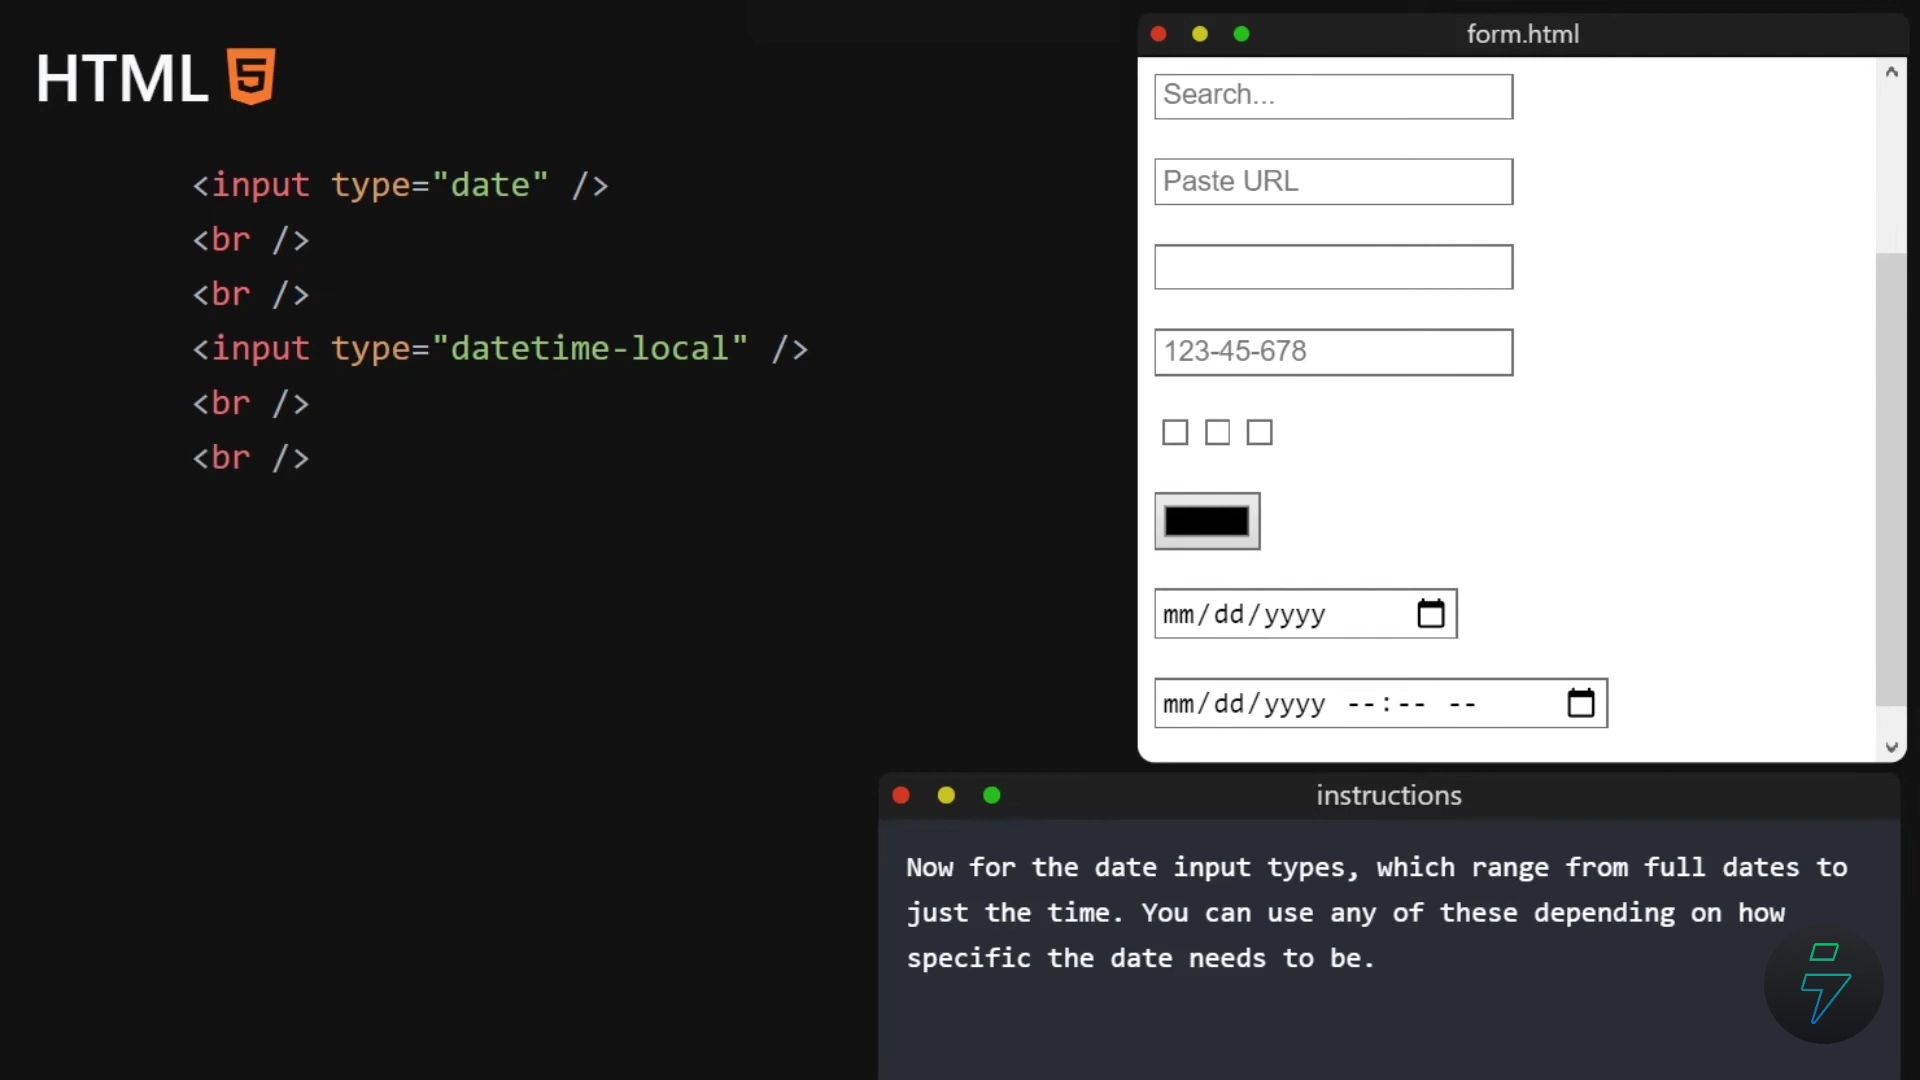 HTML 5
<input type="date" />
<br />
<br />
<input type="datetime-local" />
<br />
<br />
form.html
Search...
Paste URL
123-45-678
mm/dd/yyyy
mm/dd/yyyy --:-- --
instructions
Now for the date input types, which range from full dates to
just the time. You can use any of these depending on how
specific the date needs to be.